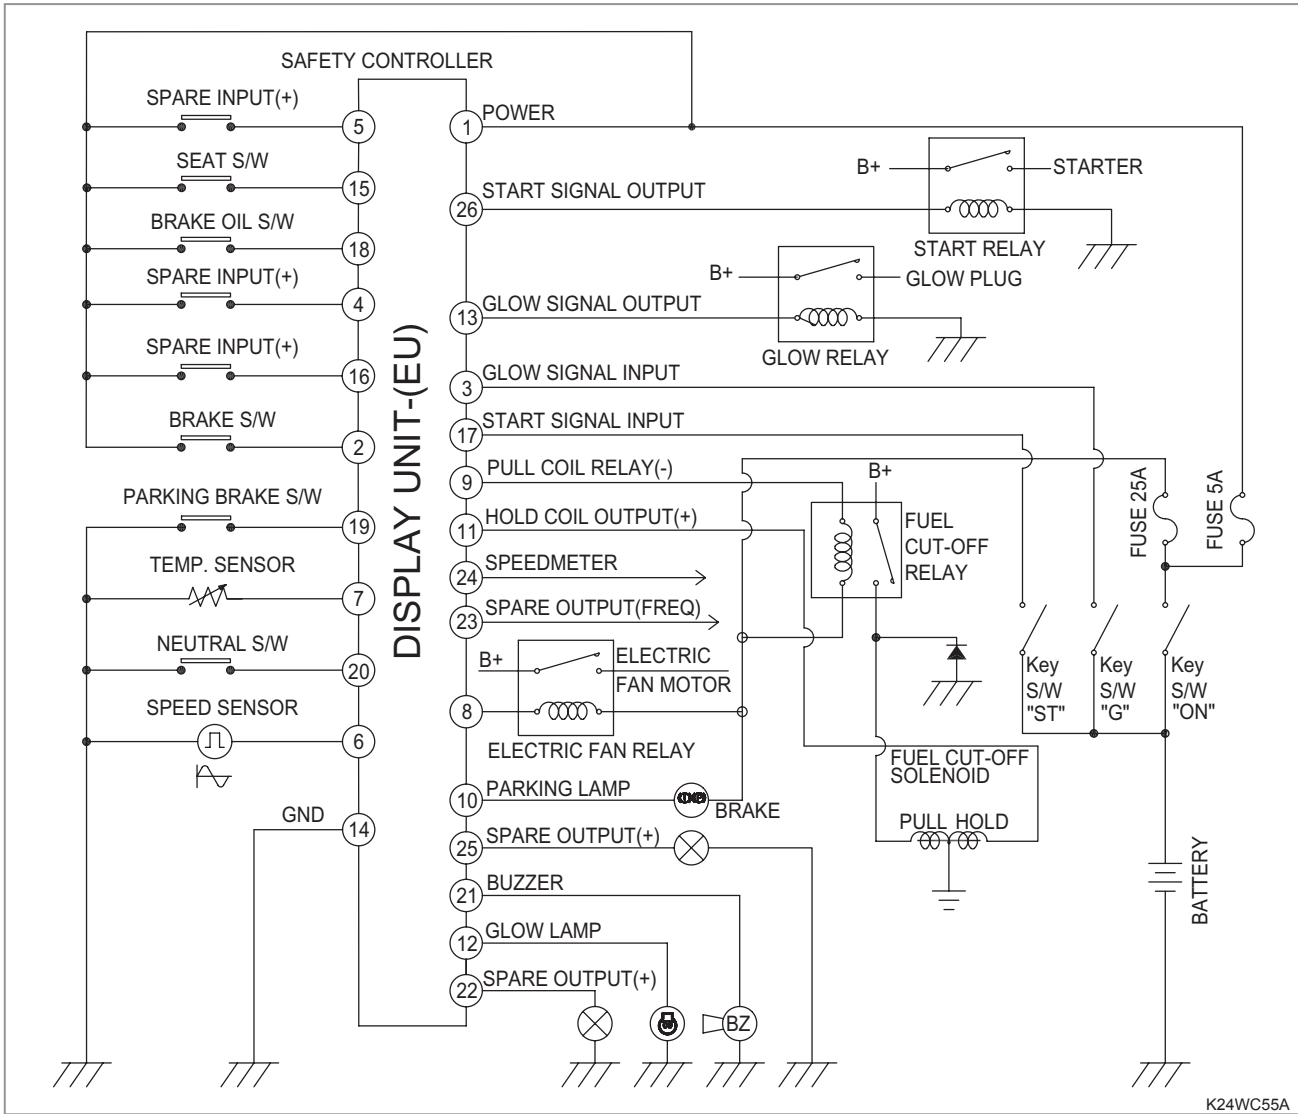 SAFETY CONTROLLER
SPARE INPUT(+)
5
1
POWER
SEAT S/W
15
26
START SIGNAL OUTPUT
B+
STARTER
START RELAY
BRAKE OIL S/W
18
SPARE INPUT(+)
4
13
GLOW SIGNAL OUTPUT
B+
GLOW PLUG
GLOW RELAY
SPARE INPUT(+)
16
3
GLOW SIGNAL INPUT
BRAKE S/W
2
17
START SIGNAL INPUT
DISPLAY UNIT-(EU)
9
PULL COIL RELAY(-)
B+
PARKING BRAKE S/W
19
11
HOLD COIL OUTPUT(+)
FUEL
CUT-OFF
RELAY
FUSE 25A
FUSE 5A
TEMP. SENSOR
7
24
SPEEDMETER
23
SPARE OUTPUT(FREQ)
NEUTRAL S/W
20
B+
ELECTRIC
FAN MOTOR
Key
S/W
"ST"
Key
S/W
"G"
Key
S/W
"ON"
SPEED SENSOR
6
8
ELECTRIC FAN RELAY
FUEL CUT-OFF
SOLENOID
10
PARKING LAMP
BRAKE
GND
14
25
SPARE OUTPUT(+)
PULL HOLD
BATTERY
21
BUZZER
12
GLOW LAMP
22
SPARE OUTPUT(+)
BZ
K24WC55A